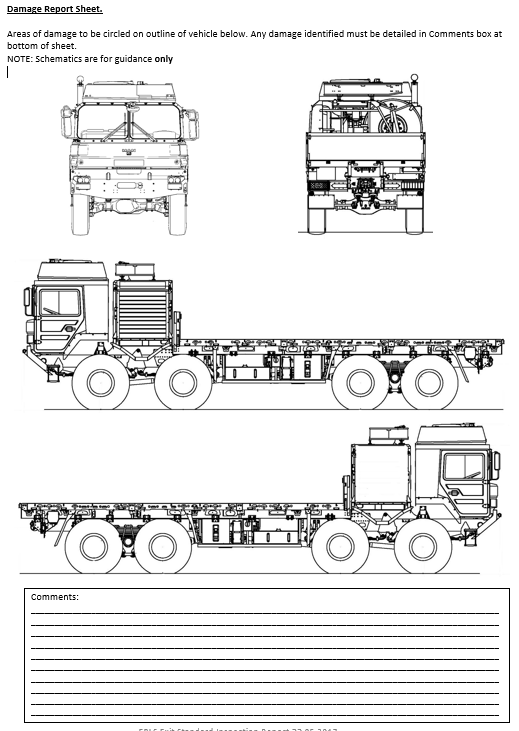 Damage Report Sheet.
Areas of damage to be circled on outline of vehicle below. Any damage identified must be detailed in Comments box at
bottom of sheet.
NOTE: Schematics are for guidance only
Comments: